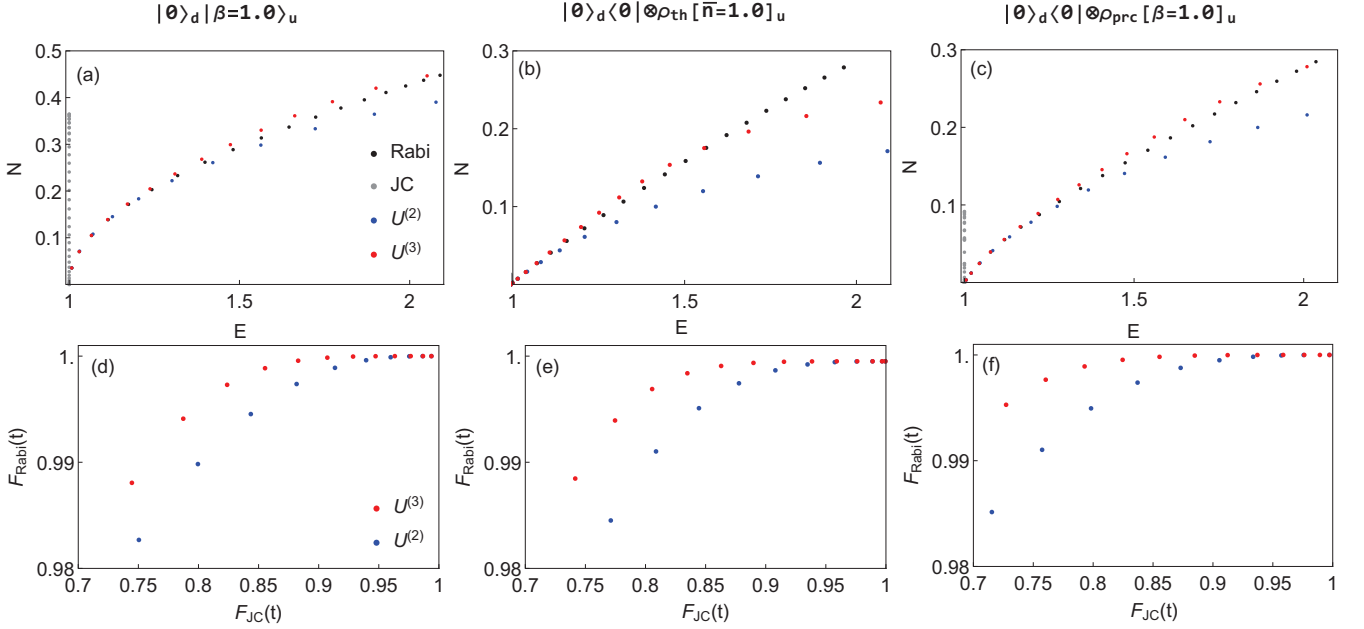 |0⟩d|β=1.0⟩u
|0⟩d⟨0|⊗ρth[n̅=1.0]u
|0⟩d⟨0|⊗ρprc[β=1.0]u
(a)
N
0.5
0.4
0.3
0.2
0.1
1
1.5
2
E
Rabi
JC
U(2)
U(3)
(b)
N
0.3
0.2
0.1
1
1.5
2
E
(c)
N
0.3
0.2
0.1
1
1.5
2
E
(d)
FRabi(t)
1.
0.99
0.98
0.7
0.75
0.8
0.85
0.9
0.95
1
FJC(t)
U(3)
U(2)
(e)
FRabi(t)
1.
0.99
0.98
0.7
0.75
0.8
0.85
0.9
0.95
1
FJC(t)
(f)
FRabi(t)
1.
0.99
0.98
0.7
0.75
0.8
0.85
0.9
0.95
1
FJC(t)